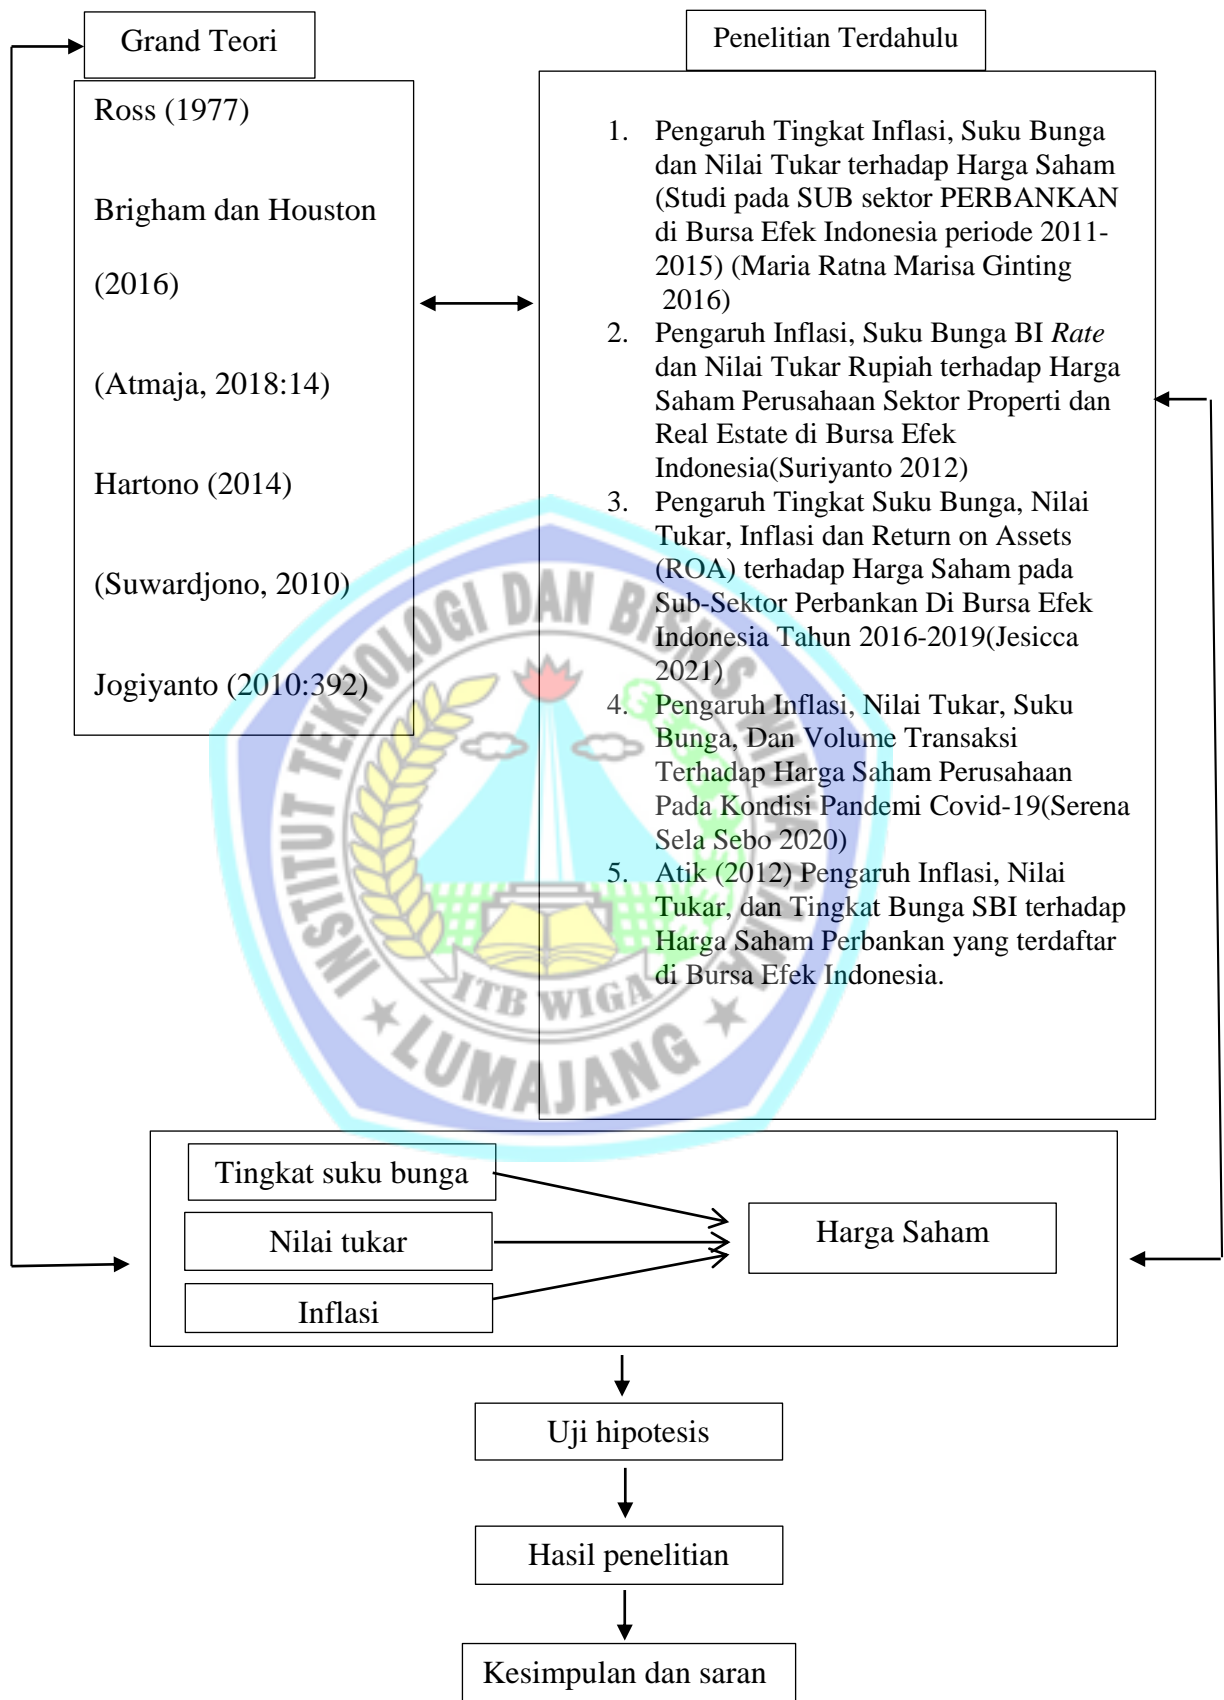 Grand Teori
Ross (1977)
Brigham dan Houston
(2016)
(Atmaja, 2018:14)
Hartono (2014)
(Suwardjono, 2010)
Jogiyanto (2010:392)
Penelitian Terdahulu
1. Pengaruh Tingkat Inflasi, Suku Bunga
dan Nilai Tukar terhadap Harga Saham
(Studi pada SUB sektor PERBANKAN
di Bursa Efek Indonesia periode 2011-
2015) (Maria Ratna Marisa Ginting
2016)
2. Pengaruh Inflasi, Suku Bunga BI Rate
dan Nilai Tukar Rupiah terhadap Harga
Saham Perusahaan Sektor Properti dan
Real Estate di Bursa Efek
Indonesia(Suriyanto 2012)
3. Pengaruh Tingkat Suku Bunga, Nilai
Tukar, Inflasi dan Return on Assets
(ROA) terhadap Harga Saham pada
Sub-Sektor Perbankan Di Bursa Efek
Indonesia Tahun 2016-2019(Jesicca
2021)
4. Pengaruh Inflasi, Nilai Tukar, Suku
Bunga, Dan Volume Transaksi
Terhadap Harga Saham Perusahaan
Pada Kondisi Pandemi Covid-19(Serena
Sela Sebo 2020)
5. Atik (2012) Pengaruh Inflasi, Nilai
Tukar, dan Tingkat Bunga SBI terhadap
Harga Saham Perbankan yang terdaftar
di Bursa Efek Indonesia.
INSTITUT TEKNOLOGI DAN BISNIS WIDYA GAMA
ITB WIGA
LUMAJANG
Tingkat suku bunga
Nilai tukar
Inflasi
Harga Saham
Uji hipotesis
Hasil penelitian
Kesimpulan dan saran